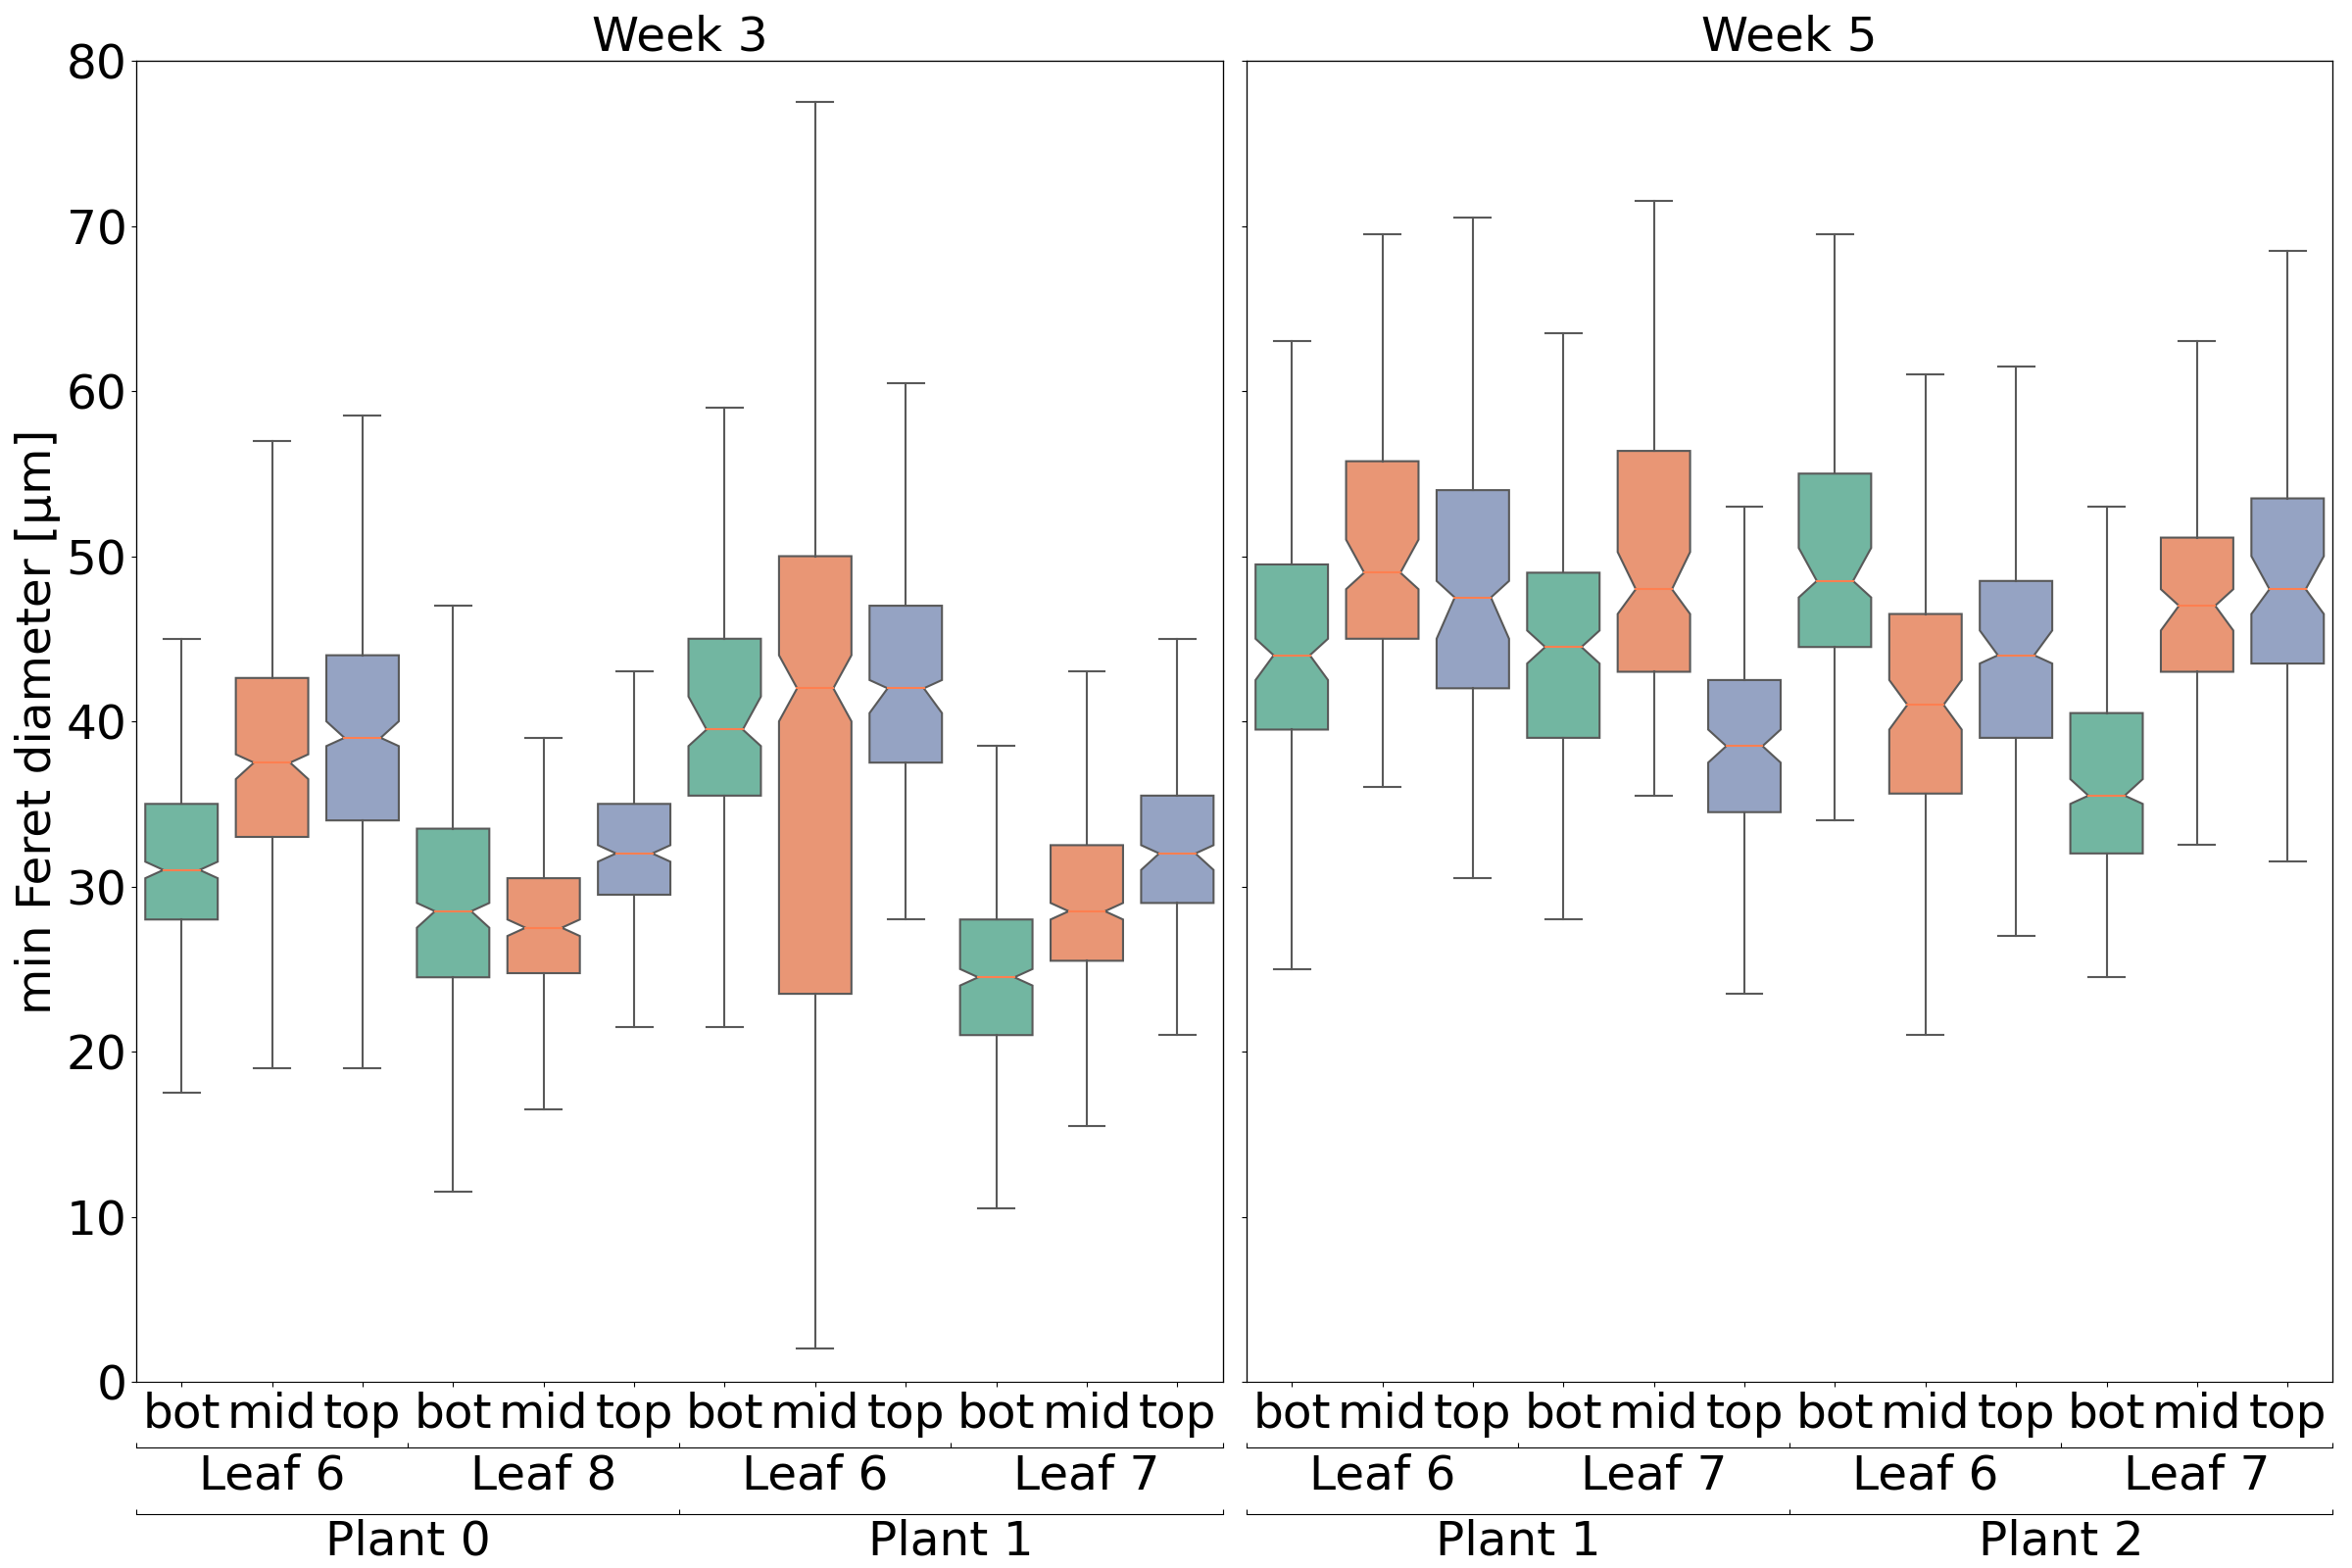 Week 3 Week 5
80
70
60
50
40
30
20
10
0
min Feret diameter [µm]
bot mid top bot mid top bot mid top bot mid top bot mid top bot mid top bot mid top bot mid top
Leaf 6 Leaf 8 Leaf 6 Leaf 7 Leaf 6 Leaf 7 Leaf 6 Leaf 7
Plant 0 Plant 1 Plant 1 Plant 2